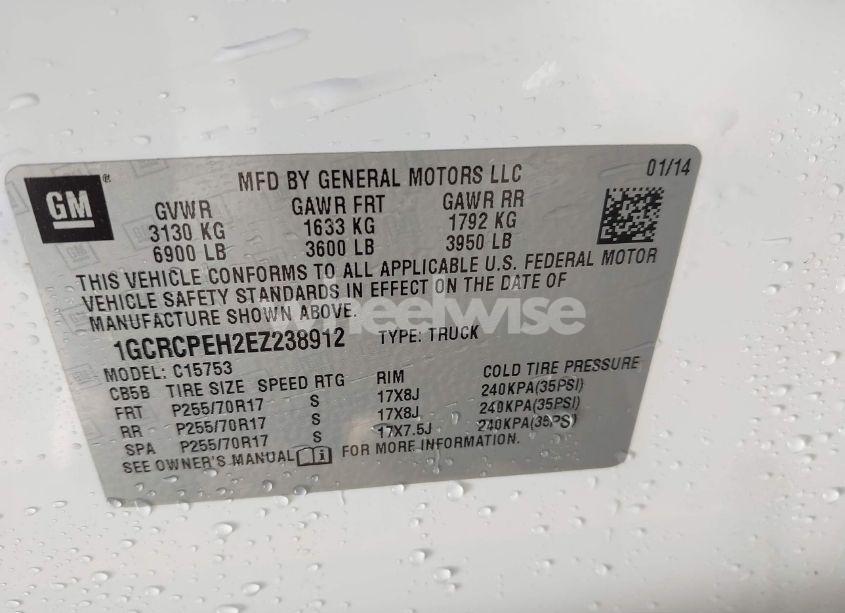 GM ®
MFD BY GENERAL MOTORS LLC 01/14
GVWR GAWR FRT GAWR RR
3130 KG 1633 KG 1792 KG
6900 LB 3600 LB 3950 LB
THIS VEHICLE CONFORMS TO ALL APPLICABLE U.S. FEDERAL MOTOR
VEHICLE SAFETY STANDARDS IN EFFECT ON THE DATE OF
MANUFACTURE SHOWN ABOVE.
wheelwise
1GCRCPEH2EZ238912 TYPE: TRUCK
MODEL: C15753
CB5B TIRE SIZE SPEED RTG RIM COLD TIRE PRESSURE
FRT P255/70R17 S 17X8J 240KPA(35PSI)
RR P255/70R17 S 17X8J 240KPA(35PSI)
SPA P255/70R17 S 17X7.5J 240KPA(35PSI)
SEE OWNER'S MANUAL FOR MORE INFORMATION.